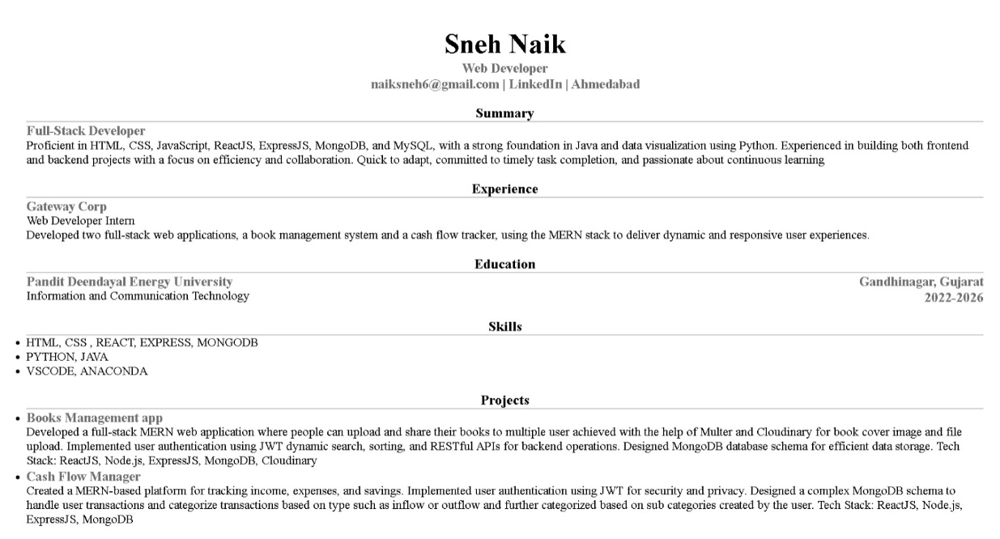 Sneh Naik
Web Developer
naiksneh6@gmail.com | LinkedIn | Ahmedabad
Summary
Full-Stack Developer
Proficient in HTML, CSS, JavaScript, ReactJS, ExpressJS, MongoDB, and MySQL, with a strong foundation in Java and data visualization using Python. Experienced in building both frontend
and backend projects with a focus on efficiency and collaboration. Quick to adapt, committed to timely task completion, and passionate about continuous learning
Experience
Gateway Corp
Web Developer Intern
Developed two full-stack web applications, a book management system and a cash flow tracker, using the MERN stack to deliver dynamic and responsive user experiences.
Education
Pandit Deendayal Energy University Gandhinagar, Gujarat
Information and Communication Technology 2022-2026
Skills
• HTML, CSS , REACT, EXPRESS, MONGODB
• PYTHON, JAVA
• VSCODE, ANACONDA
Projects
• Books Management app
Developed a full-stack MERN web application where people can upload and share their books to multiple user achieved with the help of Multer and Cloudinary for book cover image and file
upload. Implemented user authentication using JWT dynamic search, sorting, and RESTful APIs for backend operations. Designed MongoDB database schema for efficient data storage. Tech
Stack: ReactJS, Node.js, ExpressJS, MongoDB, Cloudinary
• Cash Flow Manager
Created a MERN-based platform for tracking income, expenses, and savings. Implemented user authentication using JWT for security and privacy. Designed a complex MongoDB schema to
handle user transactions and categorize transactions based on type such as inflow or outflow and further categorized based on sub categories created by the user. Tech Stack: ReactJS, Node.js,
ExpressJS, MongoDB